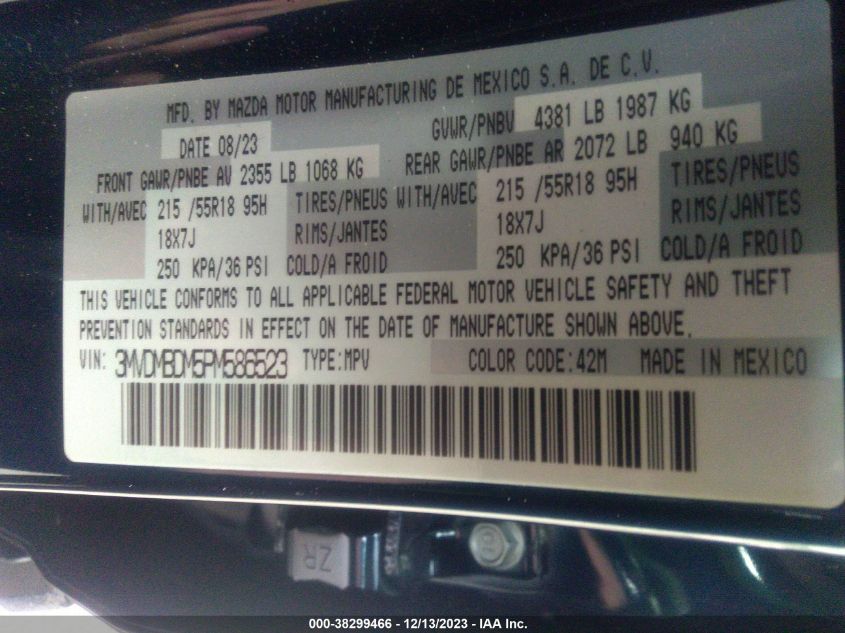 MFD. BY MAZDA MOTOR MANUFACTURING DE MEXICO S.A. DE C.V.
DATE 08/23 GVWR/PNBV 4381 LB 1987 KG
FRONT GAWR/PNBE AV 2355 LB 1068 KG REAR GAWR/PNBE AR 2072 LB 940 KG
WITH/AVEC 215 /55R18 95H TIRES/PNEUS WITH/AVEC 215 /55R18 95H TIRES/PNEUS
18X7J RIMS/JANTES 18X7J RIMS/JANTES
250 KPA/36 PSI COLD/A FROID 250 KPA/36 PSI COLD/A FROID
THIS VEHICLE CONFORMS TO ALL APPLICABLE FEDERAL MOTOR VEHICLE SAFETY AND THEFT
PREVENTION STANDARDS IN EFFECT ON THE DATE OF MANUFACTURE SHOWN ABOVE.
VIN: 3MVDMBDM5PM586523 TYPE:MPV COLOR CODE:42M MADE IN MEXICO
ZR
8
000-38299466 - 12/13/2023 - IAA Inc.